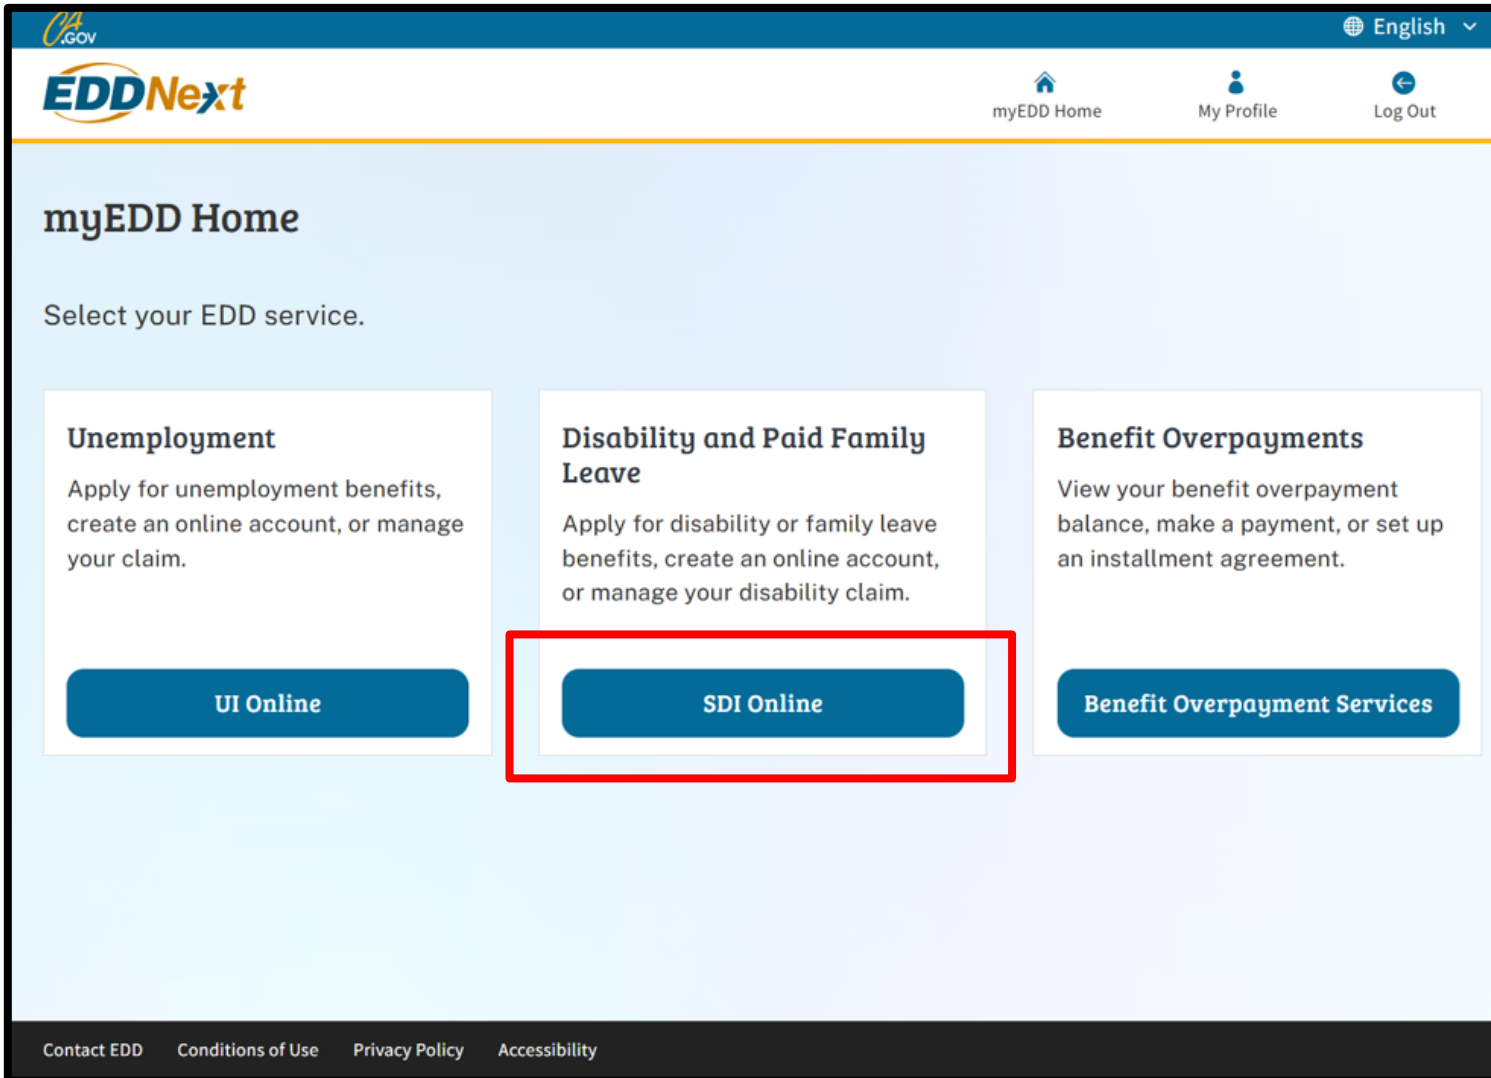 CA.GOV
English
EDDNext
myEDD Home
My Profile
Log Out
myEDD Home
Select your EDD service.
Unemployment
Apply for unemployment benefits,
create an online account, or manage
your claim.
UI Online
Disability and Paid Family
Leave
Apply for disability or family leave
benefits, create an online account,
or manage your disability claim.
SDI Online
Benefit Overpayments
View your benefit overpayment
balance, make a payment, or set up
an installment agreement.
Benefit Overpayment Services
Contact EDD
Conditions of Use
Privacy Policy
Accessibility